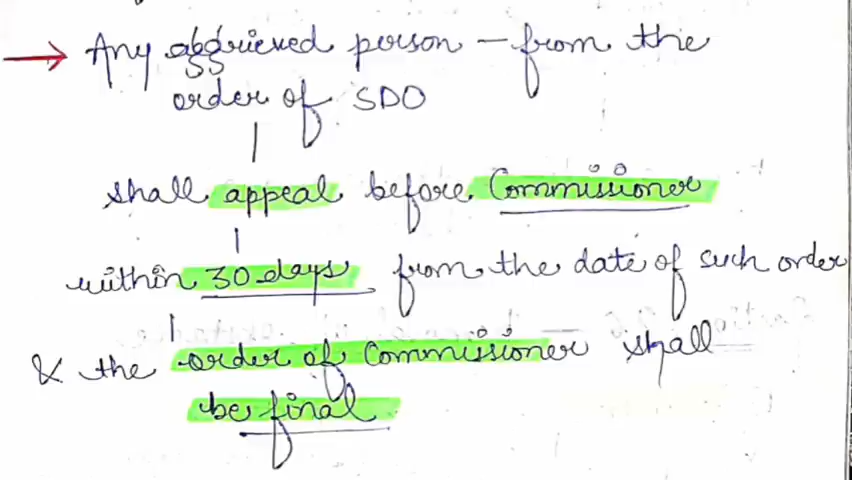 → Any aggrieved person - from the
order of SDO
shall appeal before Commissioner
within 30 days from the date of such order
& the order of Commissioner shall
be final